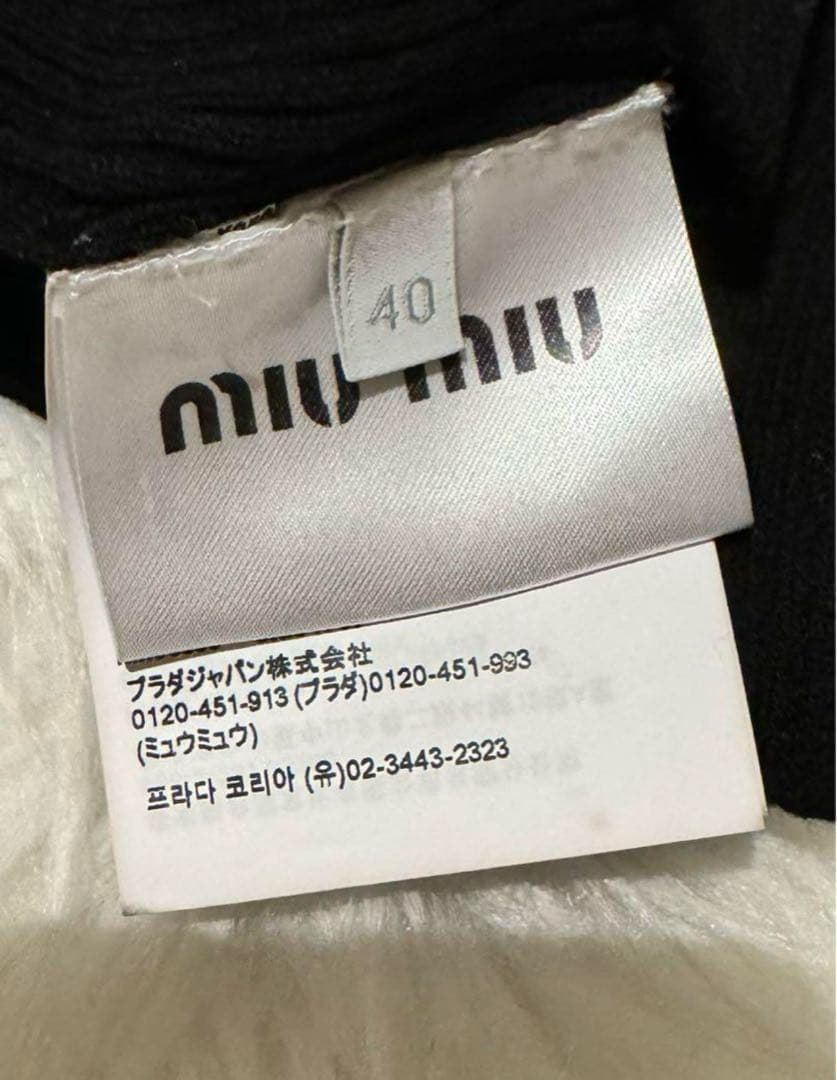 40
miu miu
プラダジャパン株式会社
0120-451-913 (プラダ)0120-451-993
(ミュウミュウ)
프라다 코리아 (유)02-3443-2323